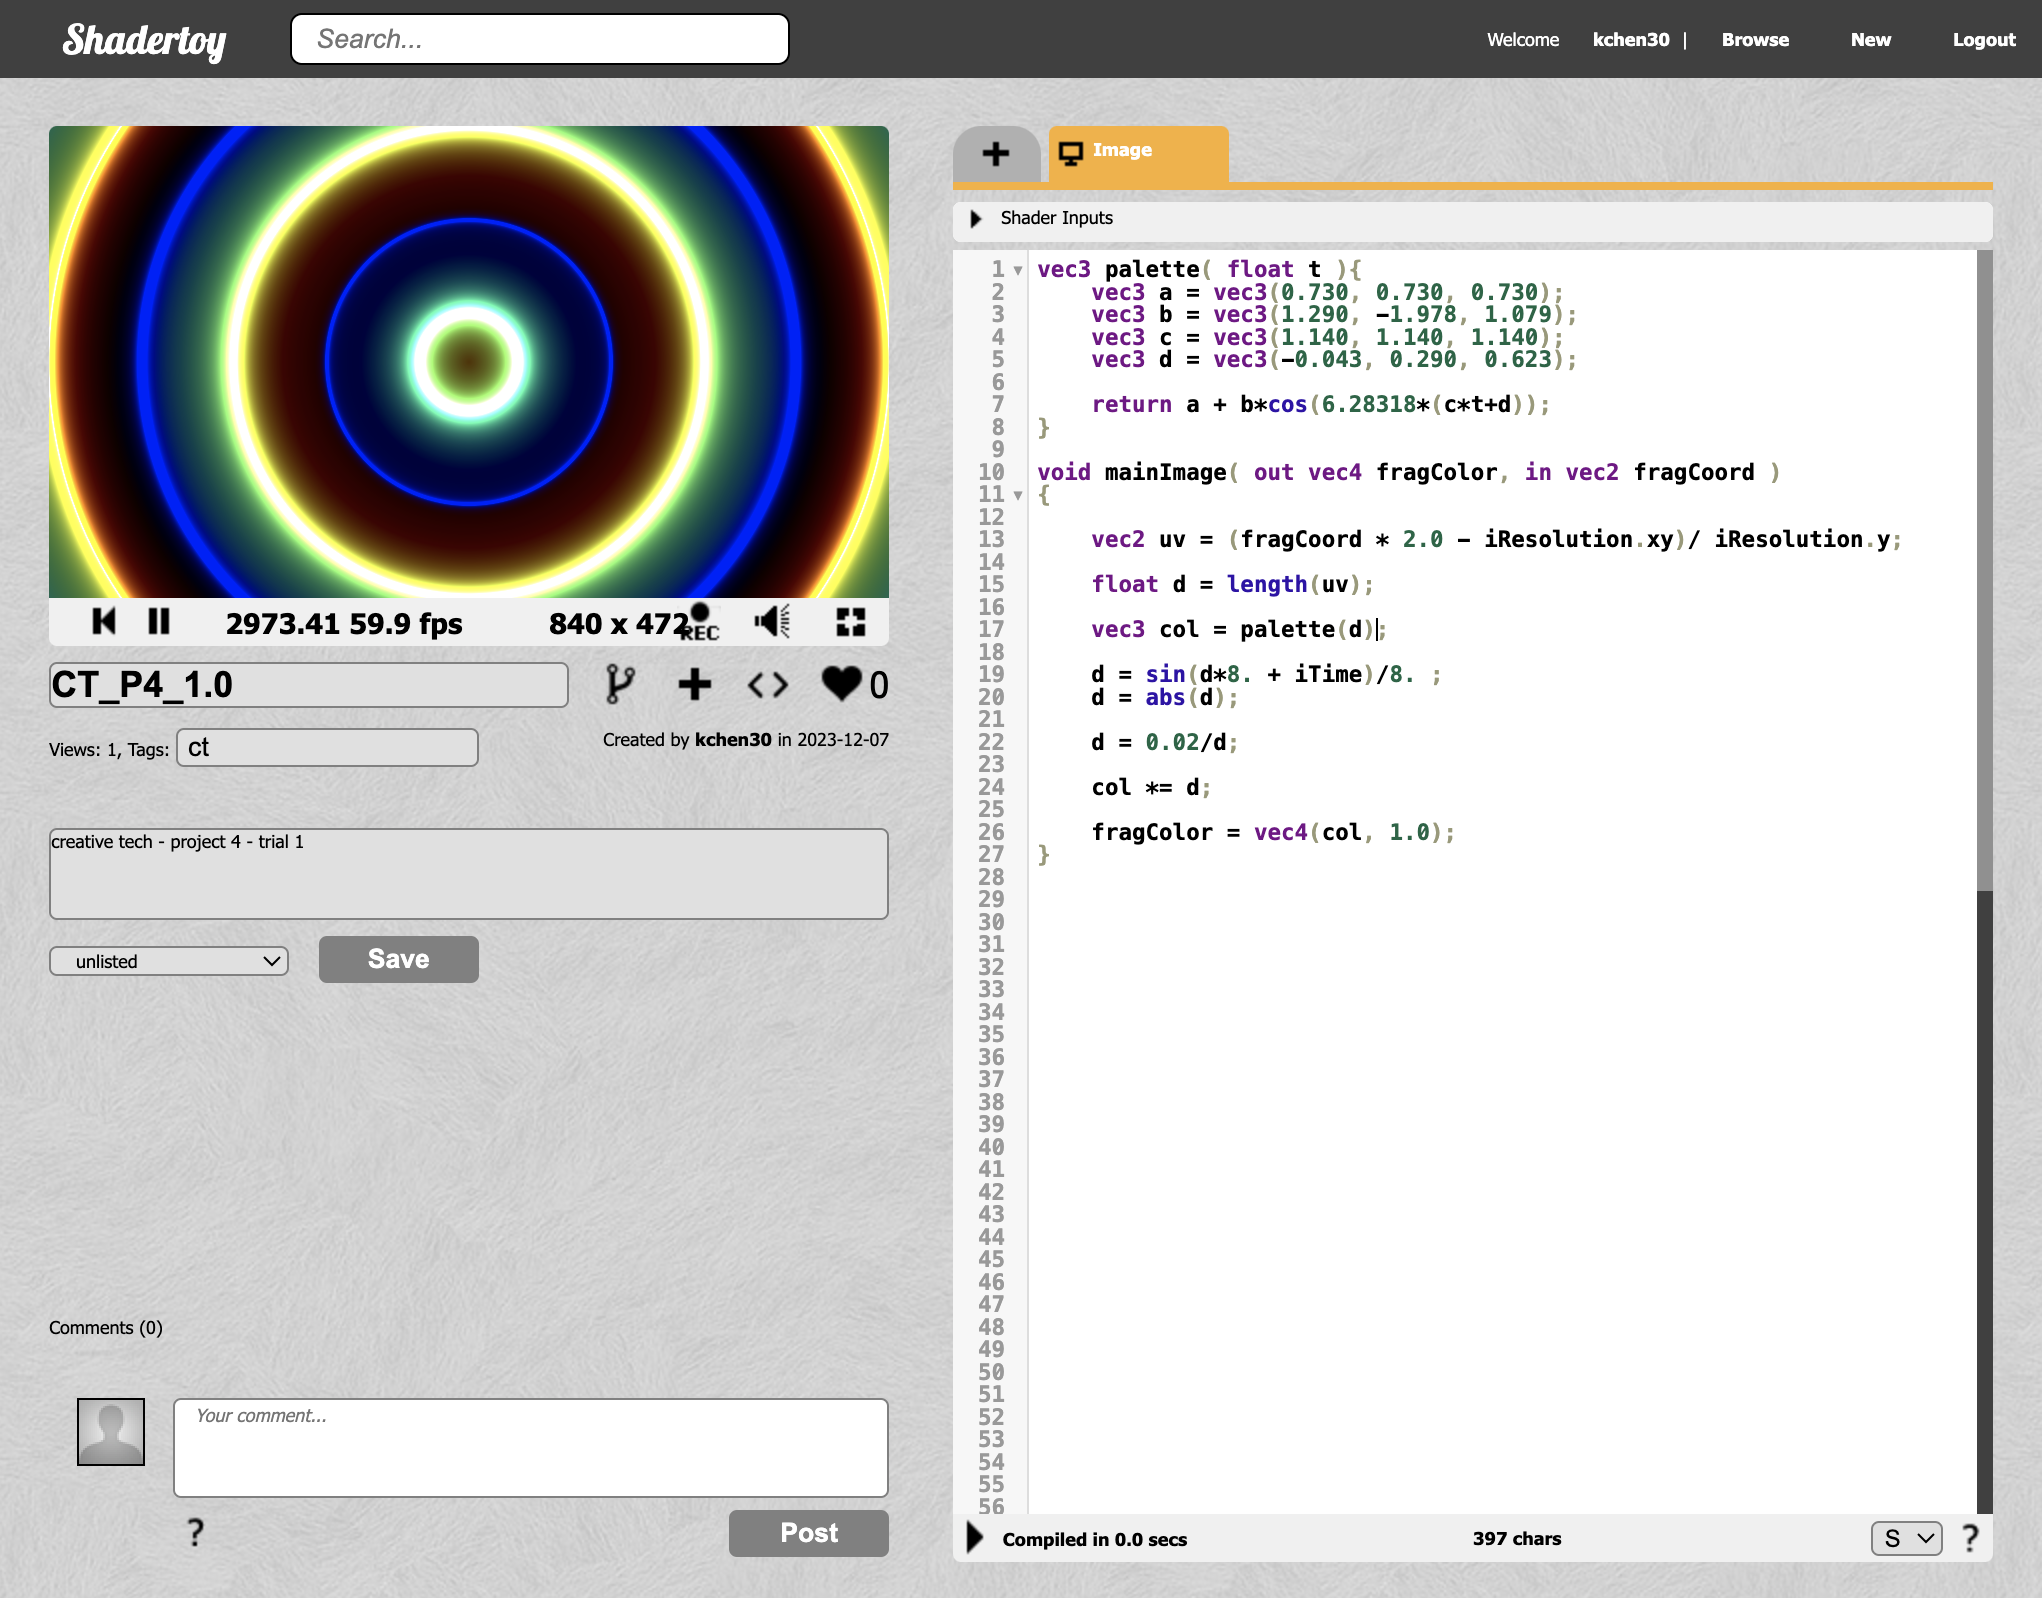 Shadertoy
Search...
Welcome kchen30 | Browse New Logout
Image
Shader Inputs
1 vec3 palette( float t ){
2 vec3 a = vec3(0.730, 0.730, 0.730);
3 vec3 b = vec3(1.290, -1.978, 1.079);
4 vec3 c = vec3(1.140, 1.140, 1.140);
5 vec3 d = vec3(-0.043, 0.290, 0.623);
6
7 return a + b*cos(6.28318*(c*t+d));
8 }
9
10 void mainImage( out vec4 fragColor, in vec2 fragCoord )
11 {
12
13 vec2 uv = (fragCoord * 2.0 - iResolution.xy)/ iResolution.y;
14
15 float d = length(uv);
16
17 vec3 col = palette(d);
18
19 d = sin(d*8. + iTime)/8. ;
20 d = abs(d);
21
22 d = 0.02/d;
23
24 col *= d;
25
26 fragColor = vec4(col, 1.0);
27 }
28
29
30
31
32
33
34
35
36
37
38
39
40
41
42
43
44
45
46
47
48
49
50
51
52
53
54
55
56
Compiled in 0.0 secs 397 chars S ?
2973.41 59.9 fps 840 x 472 REC
CT_P4_1.0 0
Views: 1, Tags: ct Created by kchen30 in 2023-12-07
creative tech - project 4 - trial 1
unlisted Save
Comments (0)
Your comment...
? Post